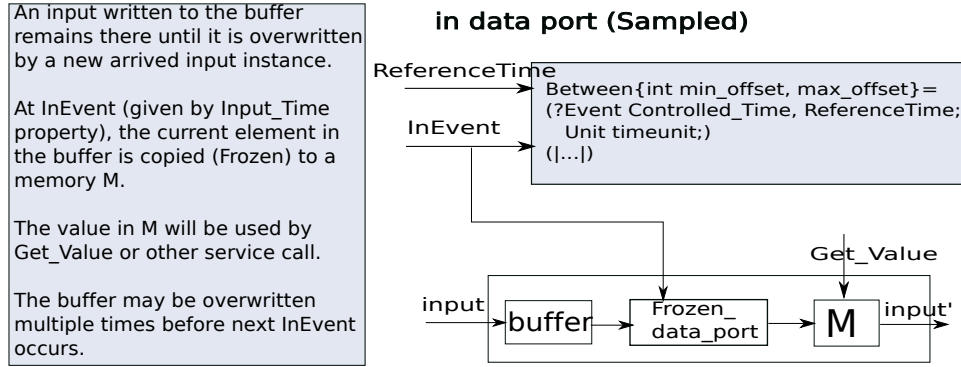 An input written to the buffer
remains there until it is overwritten
by a new arrived input instance.
At InEvent (given by Input_Time
property), the current element in
the buffer is copied (Frozen) to a
memory M.
The value in M will be used by
Get_Value or other service call.
The buffer may be overwritten
multiple times before next InEvent
occurs.
in data port (Sampled)
ReferenceTime
InEvent
Between{int min_offset, max_offset}=
(?Event Controlled_Time, ReferenceTime;
Unit timeunit;)
(|...|)
Get_Value
input
buffer
Frozen_
data_port
M
input'